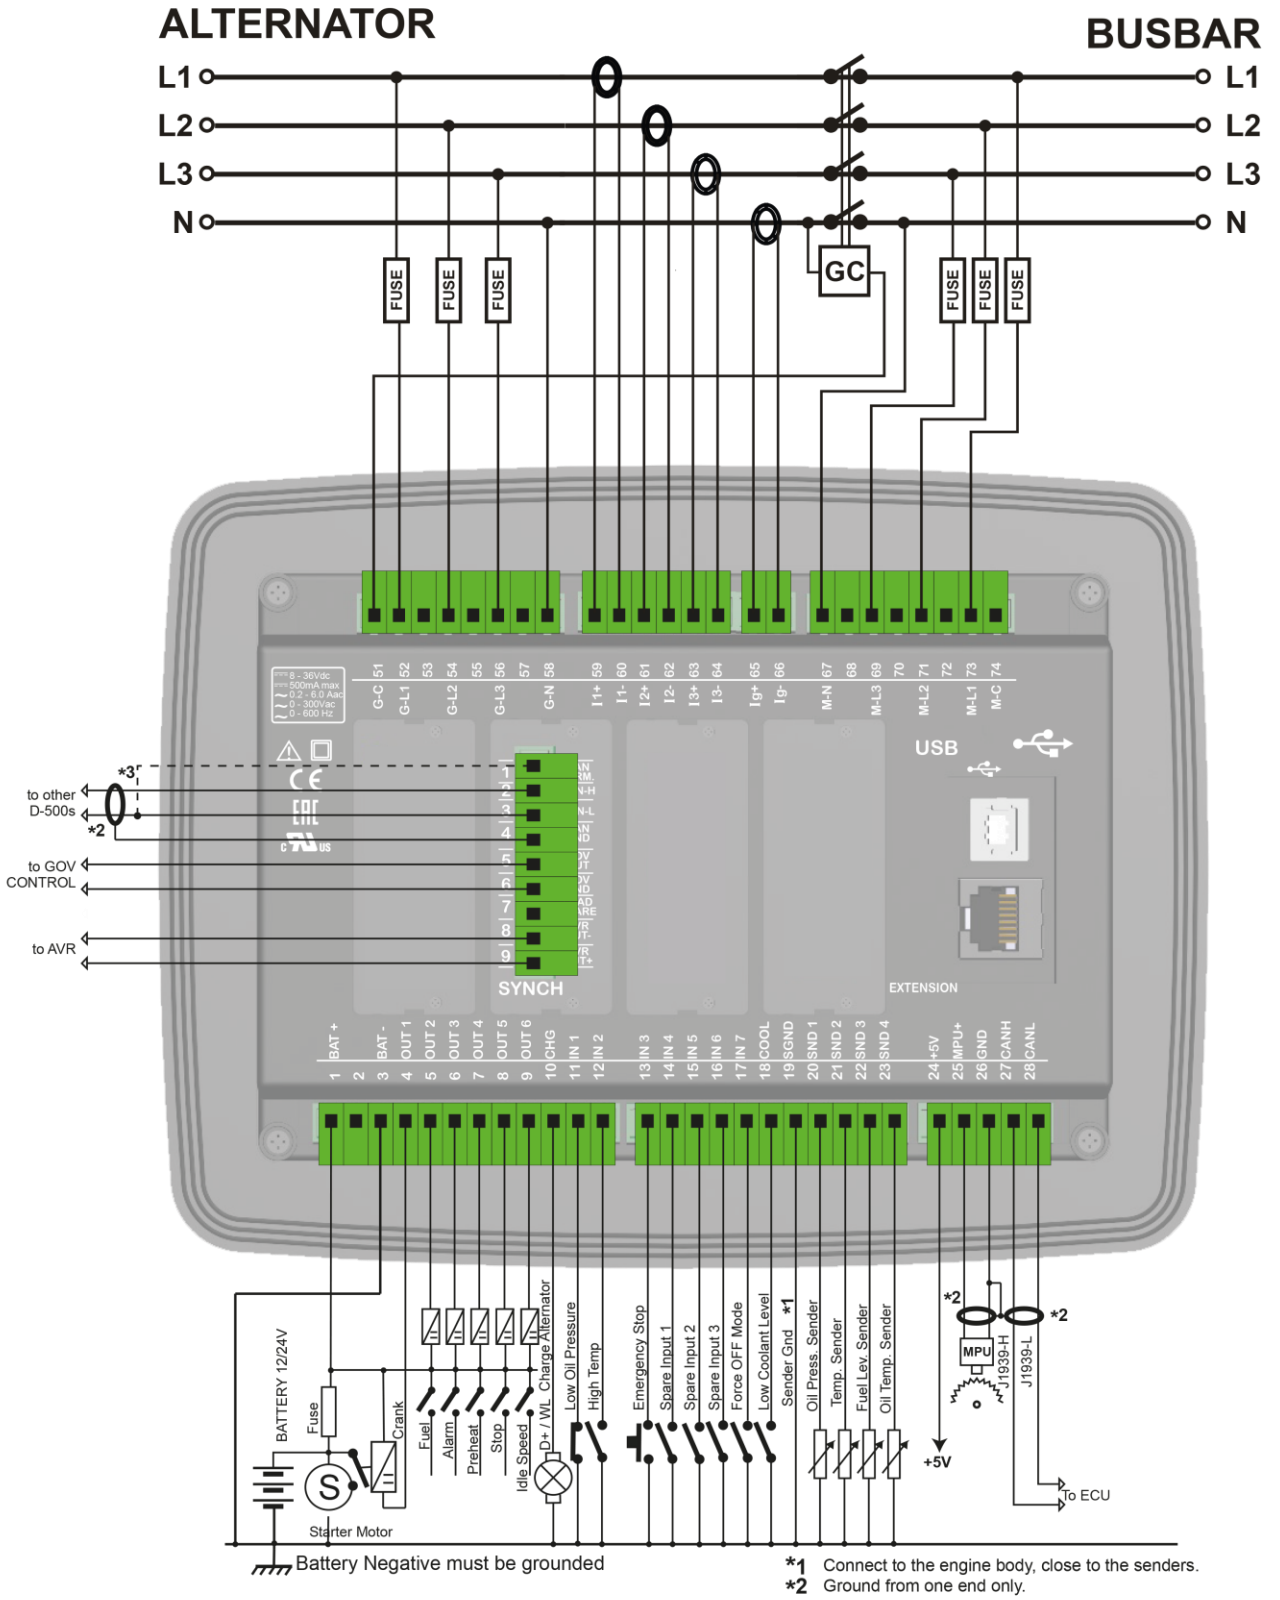 ALTERNATOR
BUSBAR
L1
L1
L2
L2
L3
L3
N
N
GC
FUSE
FUSE
FUSE
FUSE
FUSE
FUSE
G-C 51
G-L1 52
53
G-L2 54
55
G-L3 56
57
G-N 58
I1+ 59
I1- 60
I2+ 61
I2- 62
I3+ 63
I3- 64
Ig+ 65
Ig- 66
M-N 67
68
M-L3 69
70
M-L2 71
72
M-L1 73
M-C 74
8 - 36Vdc
500mA max
0.2 - 6.0 Aac
0 - 300Vac
0 - 600 Hz
CE
EAC
c RU US
USB
EXTENSION
*3
to other
D-500s
*2
to GOV
CONTROL
to AVR
1
2
3
4
5
6
7
8
9
SYNCH
1 BAT +
2
3 BAT -
4 OUT 1
5 OUT 2
6 OUT 3
7 OUT 4
8 OUT 5
9 OUT 6
10 CHG
11 IN 1
12 IN 2
13 IN 3
14 IN 4
15 IN 5
16 IN 6
17 IN 7
18 COOL
19 SGND
20 SND 1
21 SND 2
22 SND 3
23 SND 4
24 +5V
25 MPU+
26 GND
27 CANH
28 CANL
BATTERY 12/24V
Fuse
S
Starter Motor
Crank
Fuel
Alarm
Preheat
Stop
Idle Speed
D+ / WL Charge Alternator
Low Oil Pressure
High Temp
Emergency Stop
Spare Input 1
Spare Input 2
Spare Input 3
Force OFF Mode
Low Coolant Level
Sender Gnd *1
Oil Press. Sender
Temp. Sender
Fuel Lev. Sender
Oil Temp. Sender
+5V
*2
MPU
*2
J1939-H
J1939-L
To ECU
Battery Negative must be grounded
*1 Connect to the engine body, close to the senders.
*2 Ground from one end only.